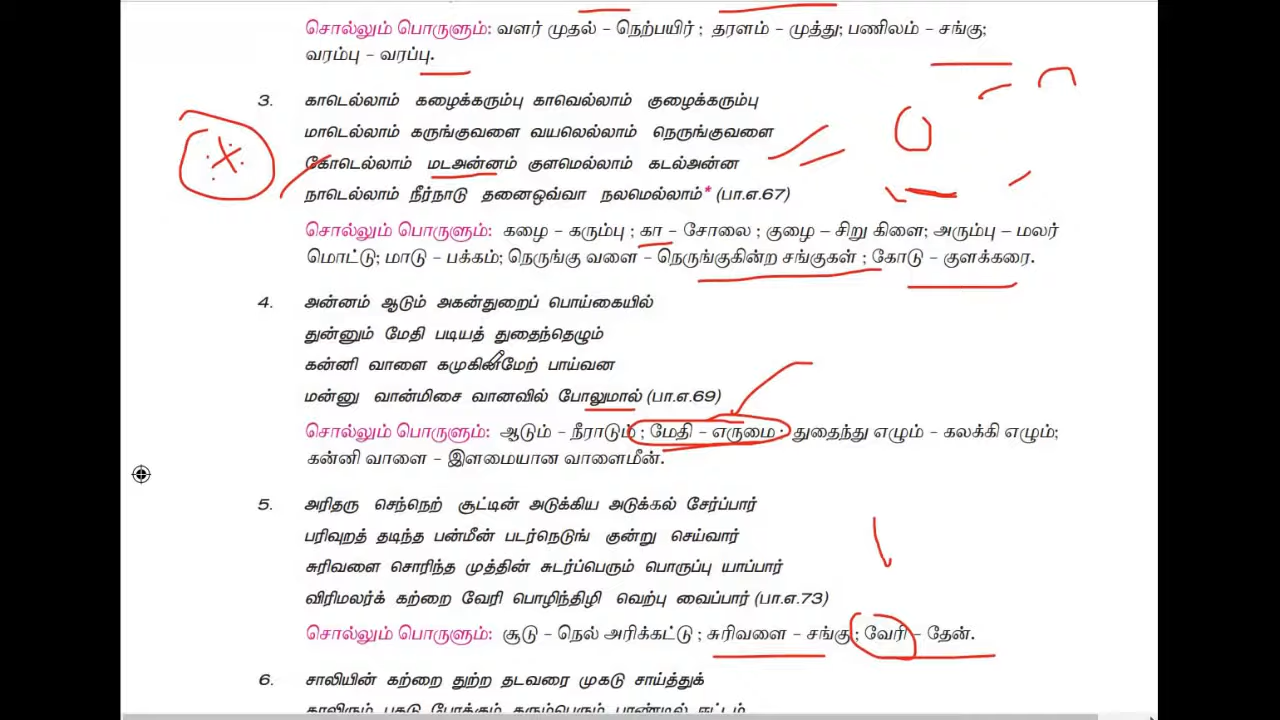 சொல்லும் பொருளும்: வளர் முதல் – நெற்பயிர் ; தரளம் – முத்து; பணிலம் – சங்கு;
வரம்பு – வரப்பு.
3. காடெல்லாம் கழைக்கரும்பு காவெல்லாம் குழைக்கரும்பு
மாடெல்லாம் கருங்குவளை வயலெல்லாம் நெருங்குவளை
கோடெல்லாம் மடஅன்னம் குளமெல்லாம் கடல்அன்ன
நாடெல்லாம் நீர்நாடு தனைஒவ்வா நலமெல்லாம்* (பா.எ.67)
சொல்லும் பொருளும்: கழை – கரும்பு ; கா – சோலை ; குழை – சிறு கிளை; அரும்பு – மலர்
மொட்டு; மாடு – பக்கம்; நெருங்கு வளை – நெருங்குகின்ற சங்குகள் ; கோடு – குளக்கரை.
4. அன்னம் ஆடும் அகன்துறைப் பொய்கையில்
துன்னும் மேதி படியத் துதைந்தெழும்
கன்னி வாளை கமுகின்மேற் பாய்வன
மன்னு வான்மிசை வானவில் போலுமால் (பா.எ.69)
சொல்லும் பொருளும்: ஆடும் – நீராடும் ; மேதி – எருமை ; துதைந்து எழும் – கலக்கி எழும்;
கன்னி வாளை – இளமையான வாளைமீன்.
5. அரிதரு செந்நெற் சூட்டின் அடுக்கிய அடுக்கல் சேர்ப்பார்
பரிவுறத் தடிந்த பன்மீன் படர்நெடுங் குன்று செய்வார்
சுரிவளை சொரிந்த முத்தின் சுடர்ப்பெரும் பொருப்பு யாப்பார்
விரிமலர்க் கற்றை வேரி பொழிந்திழி வெற்பு வைப்பார் (பா.எ.73)
சொல்லும் பொருளும்: சூடு – நெல் அரிக்கட்டு ; சுரிவளை – சங்கு ; வேரி – தேன்.
6. சாலியின் கற்றை துற்ற தடவரை முகடு சாய்த்துக்
காலிரும் பகடு போக்கும் கரும்பெரும் பாண்டில் ஈட்டம்